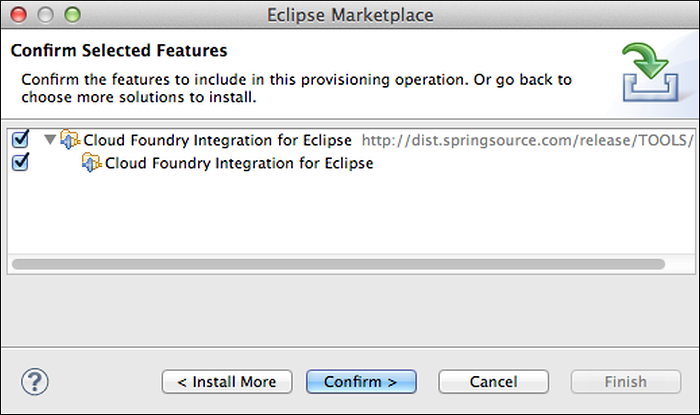 Eclipse Marketplace
Confirm Selected Features
Confirm the features to include in this provisioning operation. Or go back to
choose more solutions to install.
Cloud Foundry Integration for Eclipse http://dist.springsource.com/release/TOOLS/
Cloud Foundry Integration for Eclipse
?
< Install More
Confirm >
Cancel
Finish